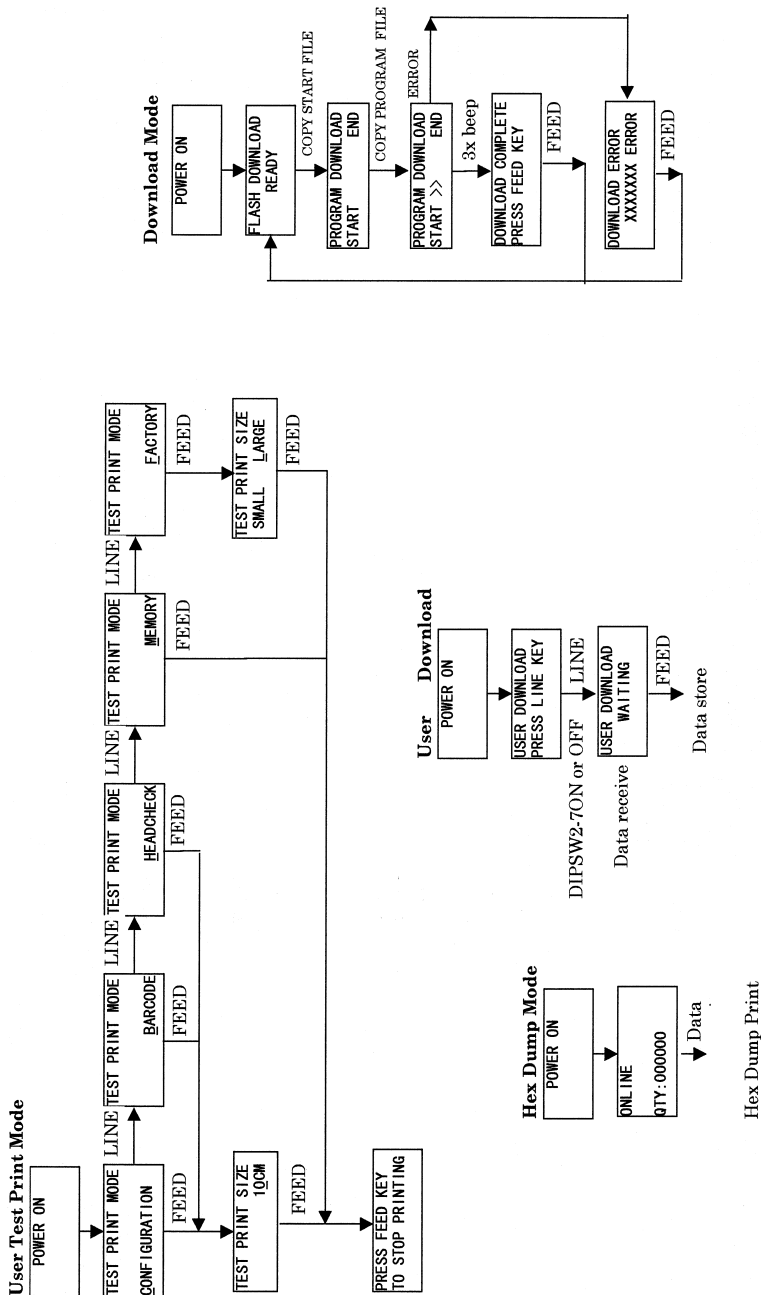 User Test Print Mode
POWER ON
TEST PRINT MODE
CONFIGURATION
LINE
TEST PRINT MODE
BARCODE
LINE
TEST PRINT MODE
HEADCHECK
LINE
TEST PRINT MODE
MEMORY
LINE
TEST PRINT MODE
FACTORY
FEED
FEED
FEED
FEED
FEED
TEST PRINT SIZE
10CM
TEST PRINT SIZE
SMALL LARGE
FEED
FEED
PRESS FEED KEY
TO STOP PRINTING
Hex Dump Mode
POWER ON
ONLINE
QTY:000000
Data
Hex Dump Print
User Download
POWER ON
USER DOWNLOAD
PRESS LINE KEY
DIPSW2-7ON or OFF LINE
USER DOWNLOAD
WAITING
Data receive
FEED
Data store
Download Mode
POWER ON
FLASH DOWNLOAD
READY
COPY START FILE
PROGRAM DOWNLOAD
START END
COPY PROGRAM FILE
PROGRAM DOWNLOAD
START >> END
ERROR
3x beep
DOWNLOAD COMPLETE
PRESS FEED KEY
FEED
DOWNLOAD ERROR
XXXXXXX ERROR
FEED